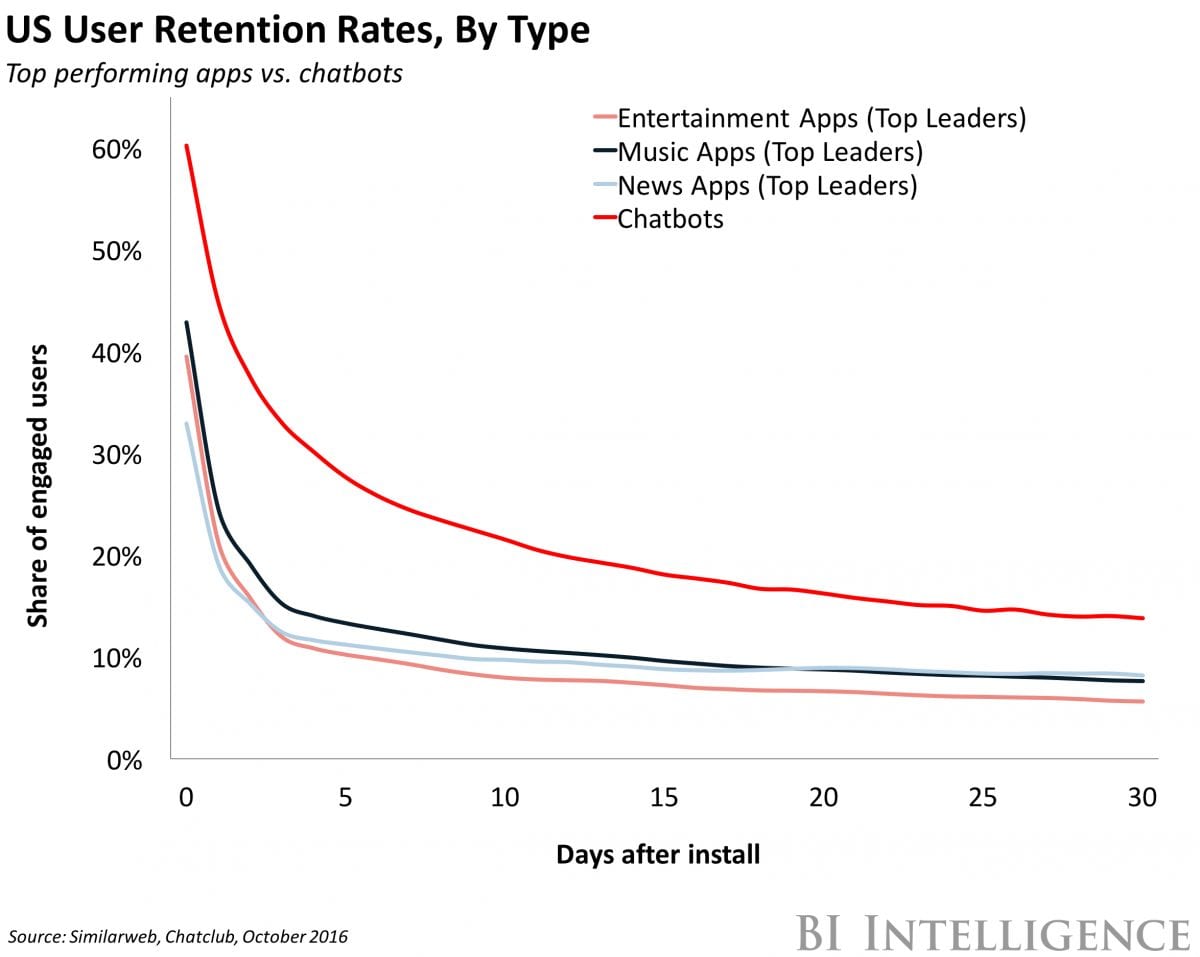 US User Retention Rates, By Type
Top performing apps vs. chatbots
Entertainment Apps (Top Leaders)
Music Apps (Top Leaders)
News Apps (Top Leaders)
Chatbots
Share of engaged users
60%
50%
40%
30%
20%
10%
0%
0 5 10 15 20 25 30
Days after install
Source: Similarweb, Chatclub, October 2016
BI INTELLIGENCE